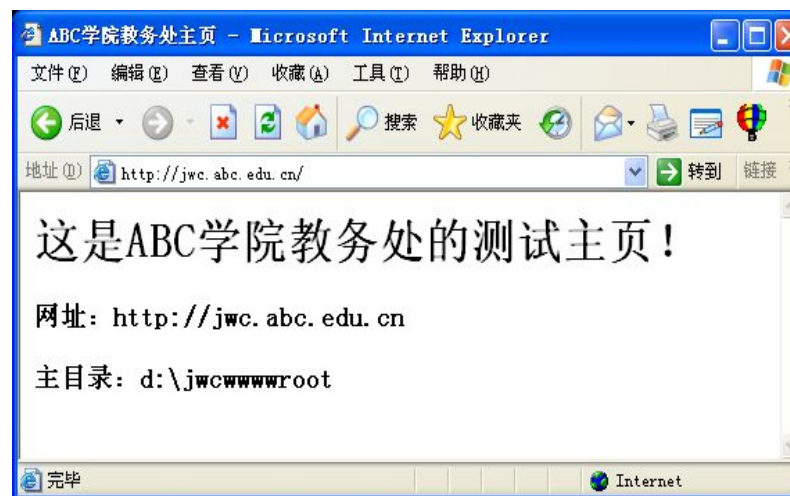 ABC学院教务处主页 - Microsoft Internet Explorer
文件(F) 编辑(E) 查看(V) 收藏(A) 工具(T) 帮助(H)
后退 搜索 收藏夹
地址(D) http://jwc.abc.edu.cn/ 转到 链接
这是ABC学院教务处的测试主页！
网址：http://jwc.abc.edu.cn
主目录：d:\jwcwwwwroot
完毕 Internet